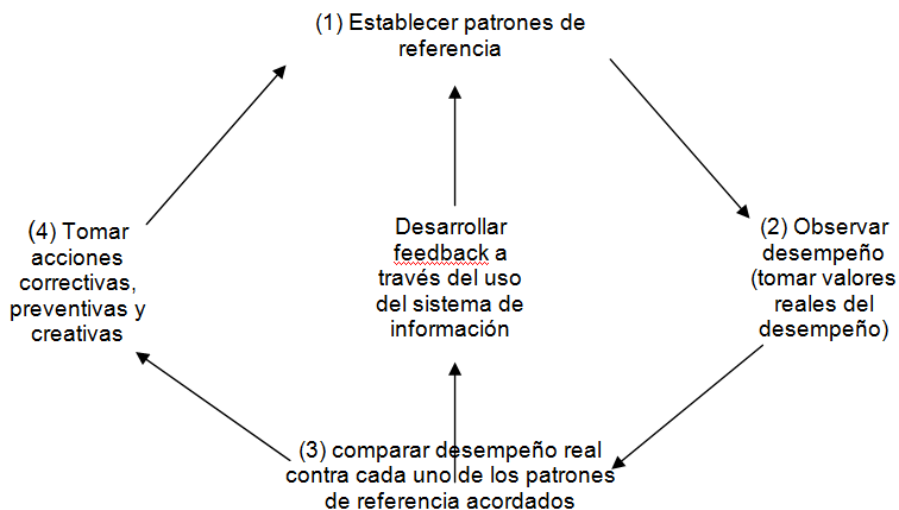 (1) Establecer patrones de
referencia
(4) Tomar
acciones
correctivas,
preventivas y
creativas
Desarrollar
feedback a
través del uso
del sistema de
información
(2) Observar
desempeño
(tomar valores
reales del
desempeño)
(3) comparar desempeño real
contra cada uno de los patrones
de referencia acordados